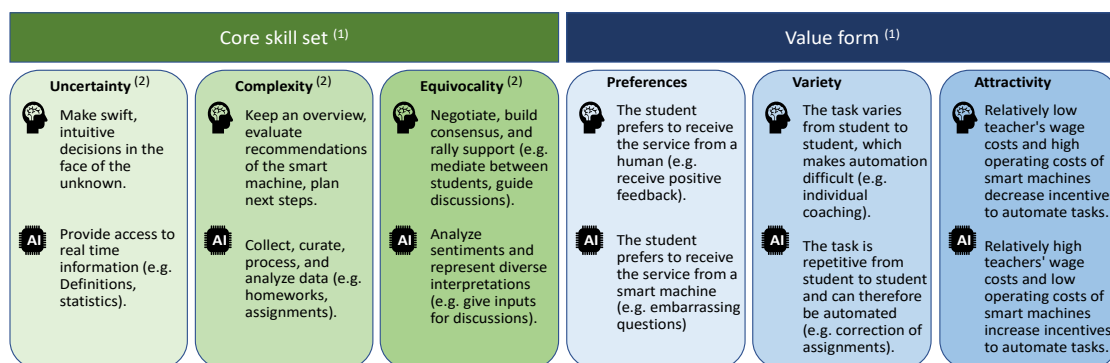 Core skill set (1)
Value form (1)
Uncertainty (2)
Make swift,
intuitive
decisions in the
face of the
unknown.
AI
Provide access to
real time
information (e.g.
Definitions,
statistics).
Complexity (2)
Keep an overview,
evaluate
recommendations
of the smart
machine, plan
next steps.
AI
Collect, curate,
process, and
analyze data (e.g.
homeworks,
assignments).
Equivocality (2)
Negotiate, build
consensus, and
rally support (e.g.
mediate between
students, guide
discussions).
AI
Analyze
sentiments and
represent diverse
interpretations
(e.g. give inputs
for discussions).
Preferences
The student
prefers to receive
the service from a
human (e.g.
receive positive
feedback).
AI
The student
prefers to receive
the service from a
smart machine
(e.g. embarrassing
questions)
Variety
The task varies
from student to
student, which
makes automation
difficult (e.g.
individual
coaching).
AI
The task is
repetitive from
student to student
and can therefore
be automated
(e.g. correction of
assignments).
Attractivity
Relatively low
teacher's wage
costs and high
operating costs of
smart machines
decrease incentive
to automate tasks.
AI
Relatively high
teachers' wage
costs and low
operating costs of
smart machines
increase incentives
to automate tasks.